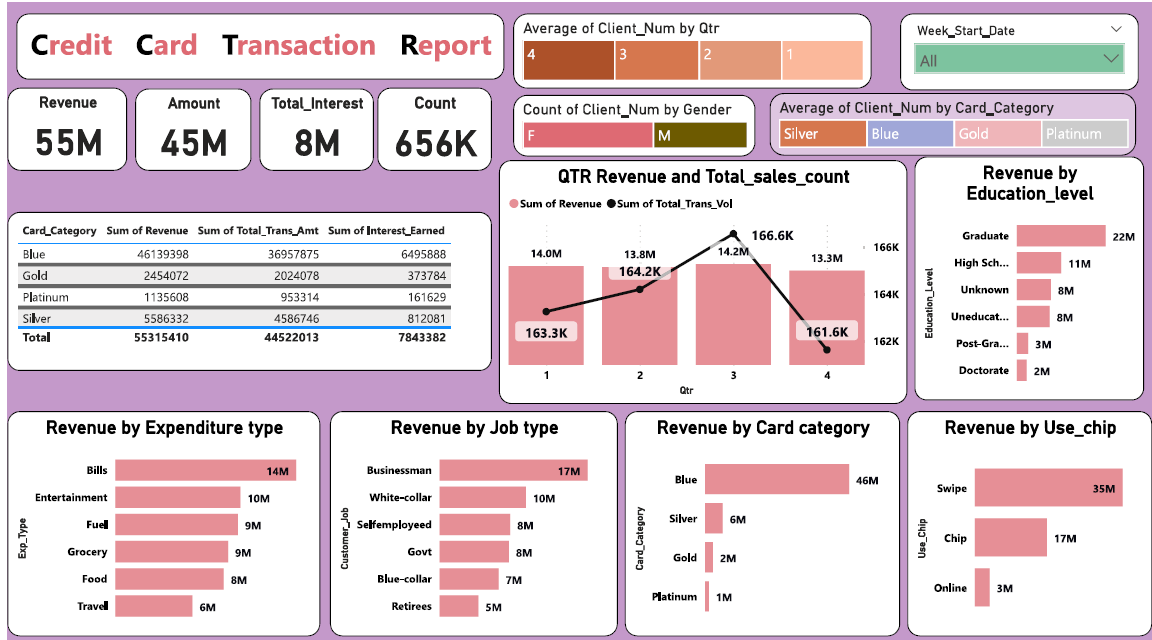 Credit Card Transaction Report
Average of Client_Num by Qtr
4 3 2 1
Week_Start_Date
All
Revenue
55M
Amount
45M
Total_Interest
8M
Count
656K
Count of Client_Num by Gender
F M
Average of Client_Num by Card_Category
Silver Blue Gold Platinum
Card_Category Sum of Revenue Sum of Total_Trans_Amt Sum of Interest_Earned
Blue 46139398 36957875 6495888
Gold 2454072 2024078 373784
Platinum 1135608 953314 161629
Silver 5586332 4586746 812081
Total 55315410 44522013 7843382
QTR Revenue and Total_sales_count
Sum of Revenue Sum of Total_Trans_Vol
14.0M 13.8M 14.2M 13.3M
163.3K 164.2K 166.6K 161.6K
166K
164K
162K
1 2 3 4
Qtr
Revenue by
Education_level
Education_Level
Graduate 22M
High Sch... 11M
Unknown 8M
Uneducat... 8M
Post-Gra... 3M
Doctorate 2M
Revenue by Expenditure type
Exp_Type
Bills 14M
Entertainment 10M
Fuel 9M
Grocery 9M
Food 8M
Travel 6M
Revenue by Job type
Customer_Job
Businessman 17M
White-collar 10M
Selfemployeed 8M
Govt 8M
Blue-collar 7M
Retirees 5M
Revenue by Card category
Card_Category
Blue 46M
Silver 6M
Gold 2M
Platinum 1M
Revenue by Use_chip
Use_Chip
Swipe 35M
Chip 17M
Online 3M